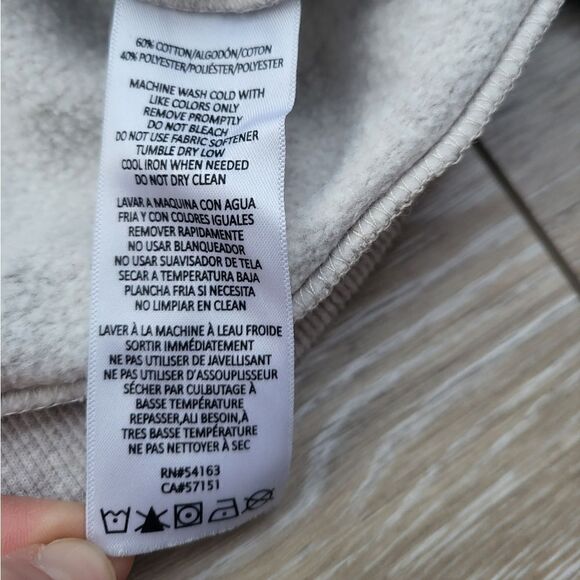 60% COTTON/ALGODÓN/COTON
40% POLYESTER/POLIÉSTER/POLYESTER
MACHINE WASH COLD WITH
LIKE COLORS ONLY
REMOVE PROMPTLY
DO NOT BLEACH
DO NOT USE FABRIC SOFTENER
TUMBLE DRY LOW
COOL IRON WHEN NEEDED
DO NOT DRY CLEAN
LAVAR A MAQUINA CON AGUA
FRIA Y CON COLORES IGUALES
REMOVER RAPIDAMENTE
NO USAR BLANQUEADOR
NO USAR SUAVISADOR DE TELA
SECAR A TEMPERATURA BAJA
PLANCHA FRIA SI NECESITA
NO LIMPIAR EN CLEAN
LAVER À LA MACHINE À LEAU FROIDE
SORTIR IMMÉDIATEMENT
NE PAS UTILISER DE JAVELLISANT
NE PAS UTILISER D'ASSOUPLISSEUR
SÉCHER PAR CULBUTAGE À
BASSE TEMPÉRATURE
REPASSER,ALI BESOIN,À
TRES BASSE TEMPÉRATURE
NE PAS NETTOYER À SEC
RN#54163
CA#57151